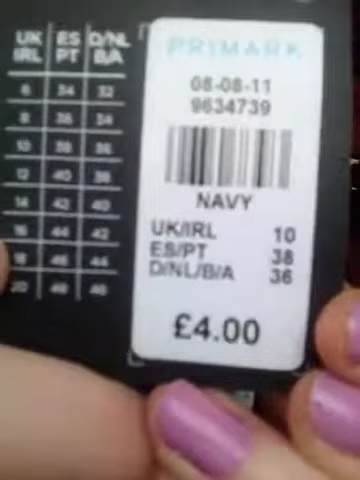 UK ES D/NL
IRL PT B/A
6 34 32
8 36 34
10 38 36
12 40 38
14 42 40
16 44 42
18 46 44
20 48 46
PRIMARK
08-08-11
9634739
NAVY
UK/IRL 10
ES/PT 38
D/NL/B/A 36
£4.00